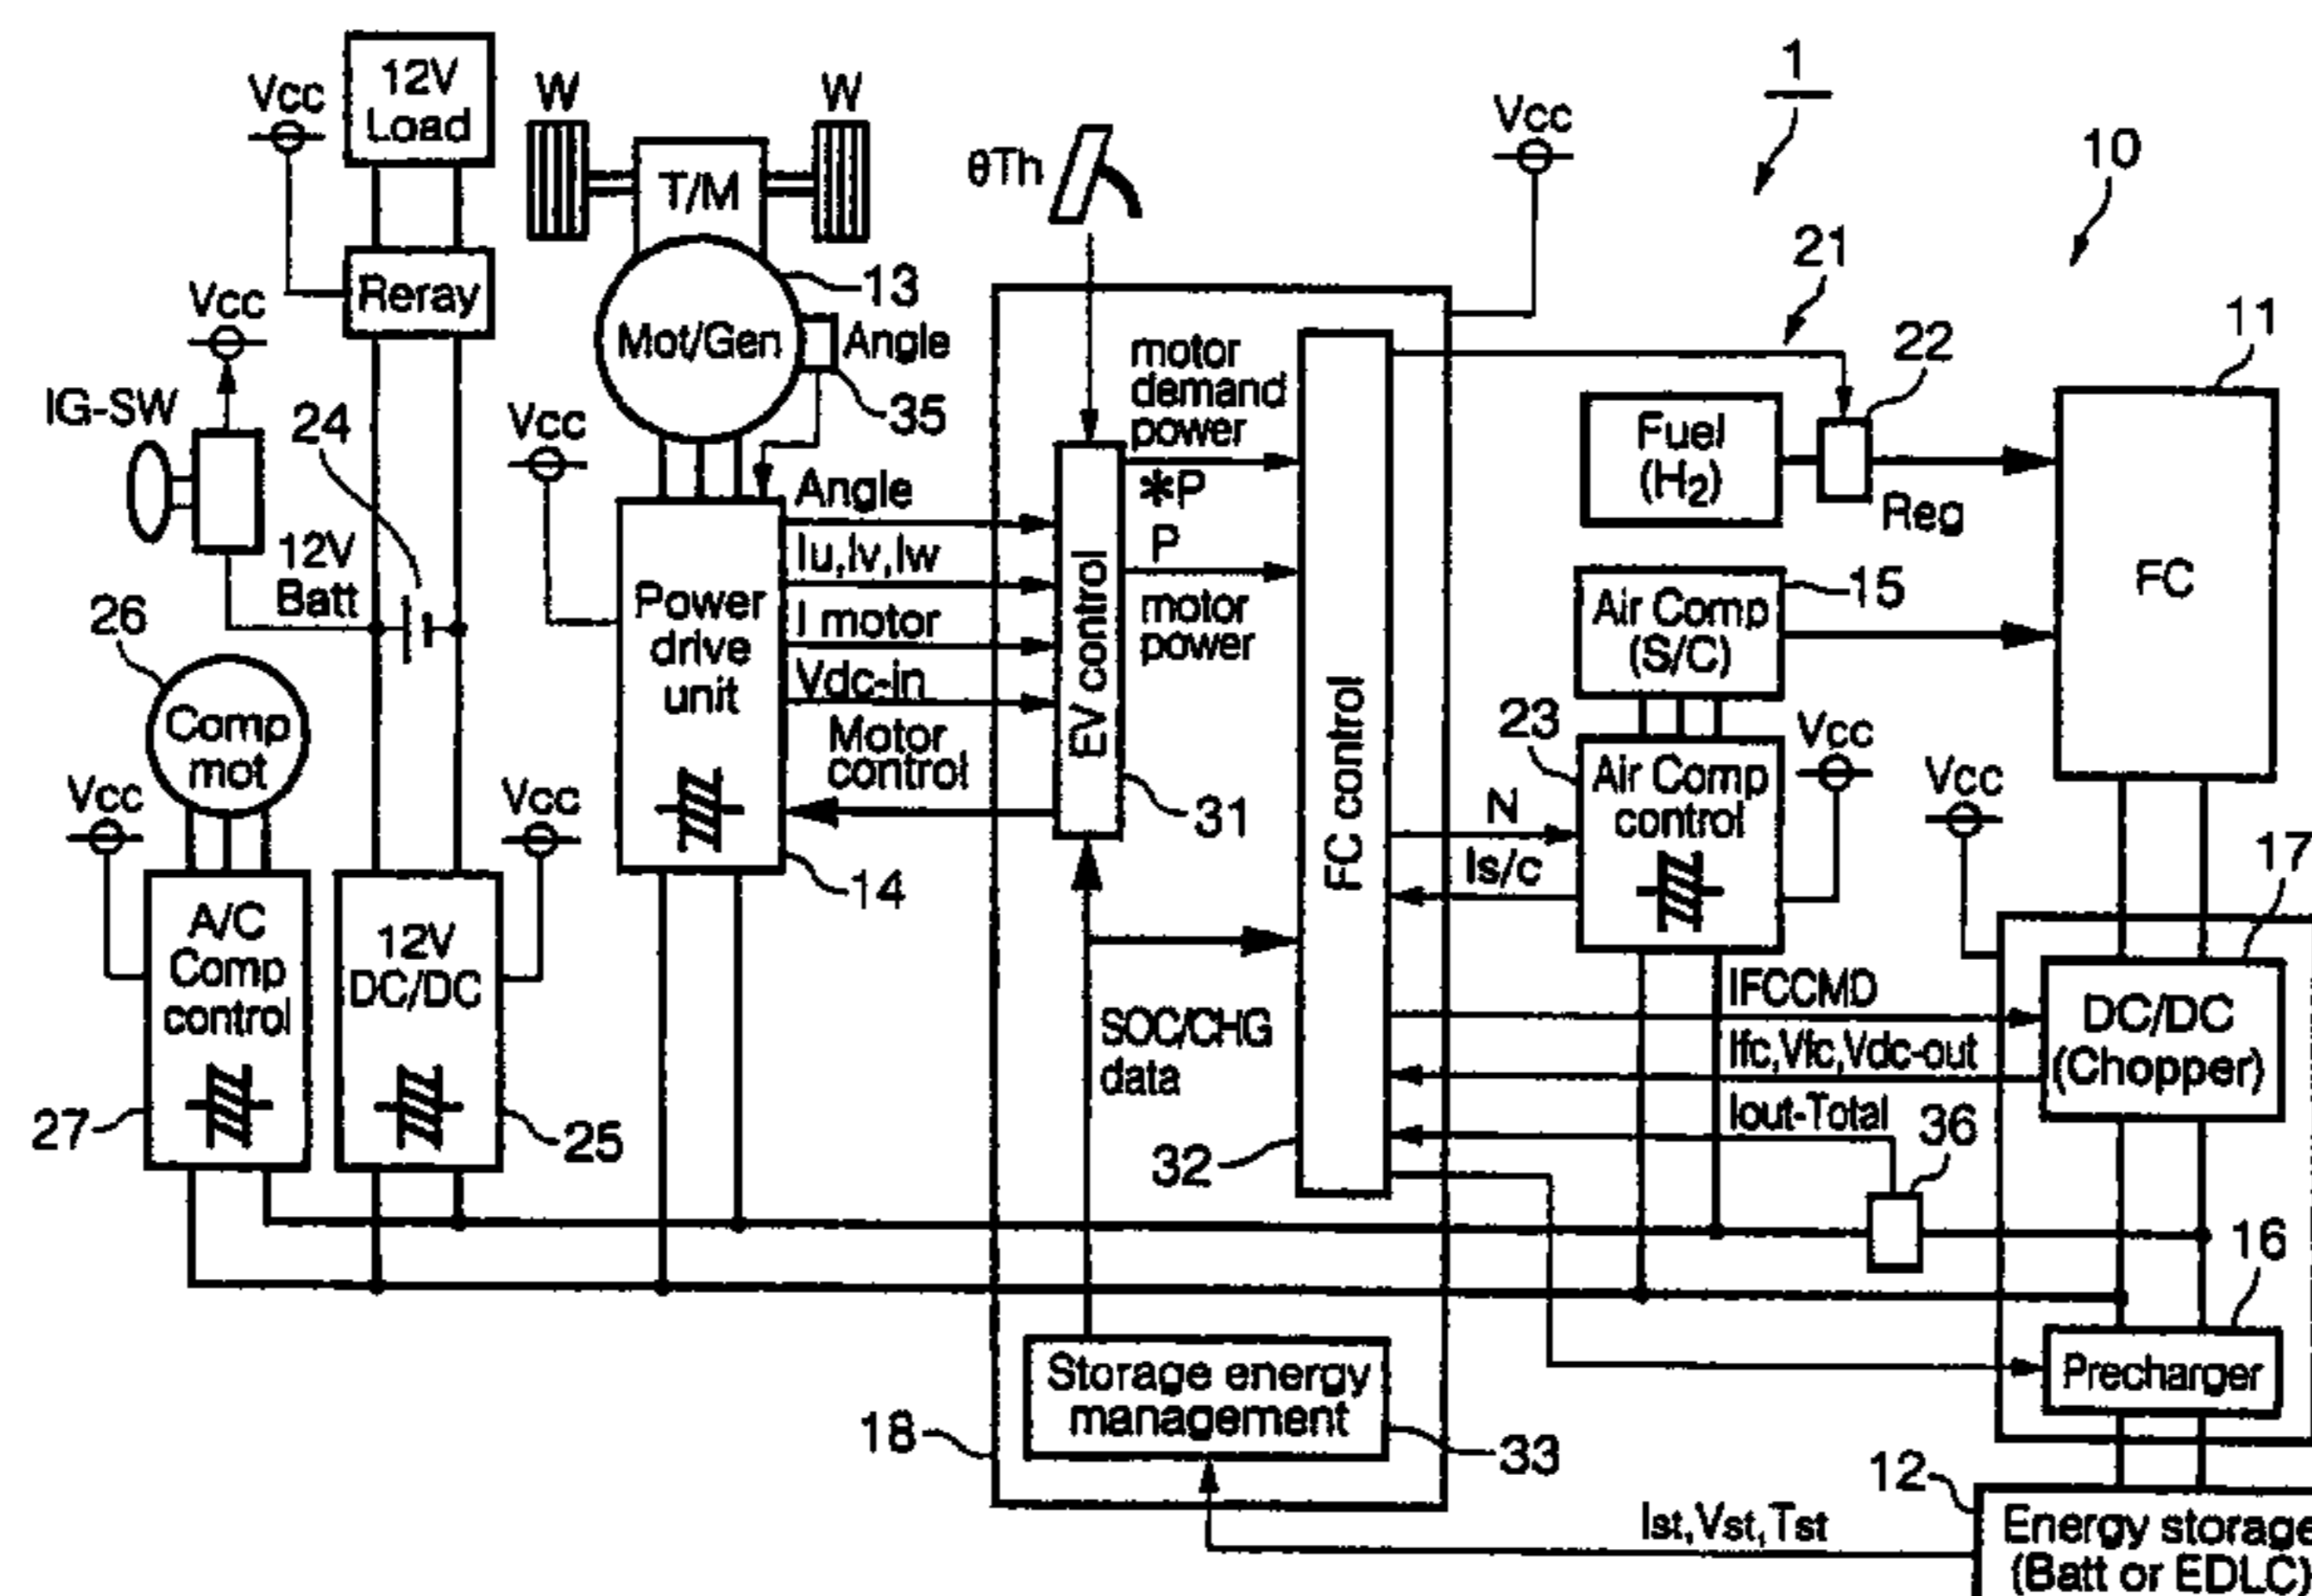 1
10
Vcc
12V
Load
W
W
T/M
θTh
Vcc
21
22
11
Vcc
Reray
13
Mot/Gen
Angle
35
IG-SW
24
Vcc
12V
Batt
motor
demand
power
*P
P
motor
power
Fuel
(H2)
Reg
FC
Angle
Iu,Iv,Iw
I motor
Vdc-in
Motor
control
Power
drive
unit
14
EV control
31
FC control
32
Air Comp
(S/C)
15
23
Air Comp
control
Vcc
N
Is/c
26
Comp
mot
Vcc
Vcc
A/C
Comp
control
27
12V
DC/DC
25
SOC/CHG
data
IFCCMD
Ifc,Vfc,Vdc-out
Iout-Total
36
Vcc
17
DC/DC
(Chopper)
16
Precharger
Storage energy
management
33
18
12
Ist,Vst,Tst
Energy storage
(Batt or EDLC)